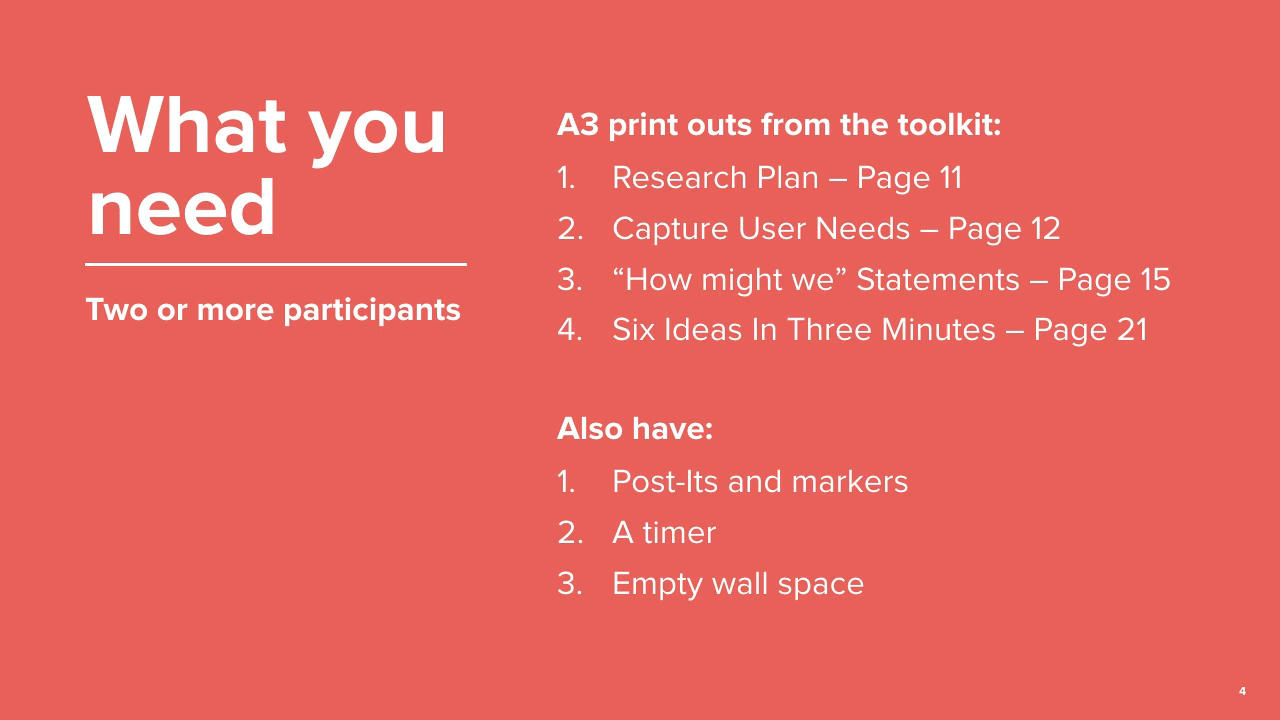 What you
need
Two or more participants
A3 print outs from the toolkit:
1. Research Plan – Page 11
2. Capture User Needs – Page 12
3. “How might we” Statements – Page 15
4. Six Ideas In Three Minutes – Page 21
Also have:
1. Post-Its and markers
2. A timer
3. Empty wall space
4